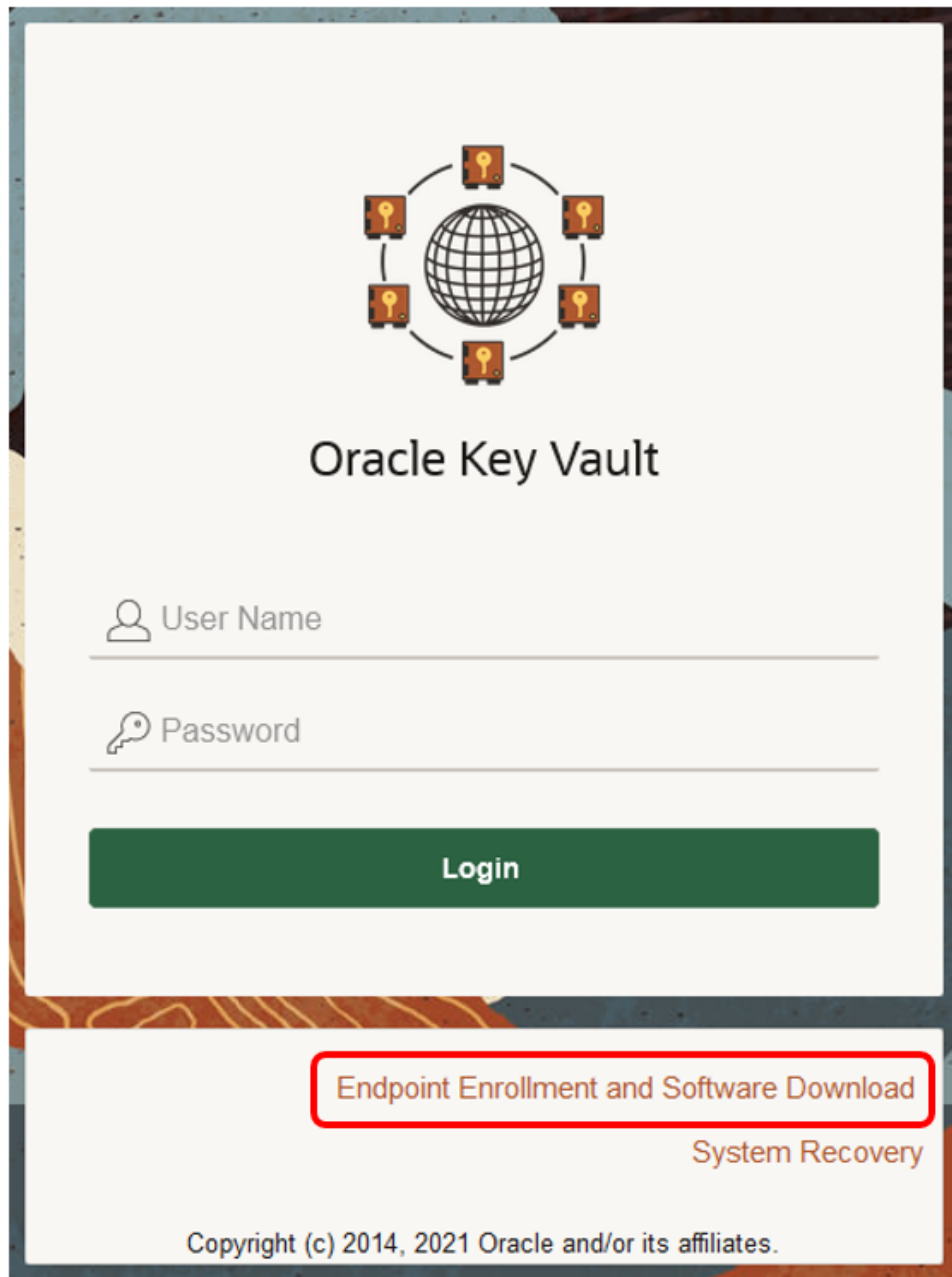 Oracle Key Vault
User Name
Password
Login
Endpoint Enrollment and Software Download
System Recovery
Copyright (c) 2014, 2021 Oracle and/or its affiliates.